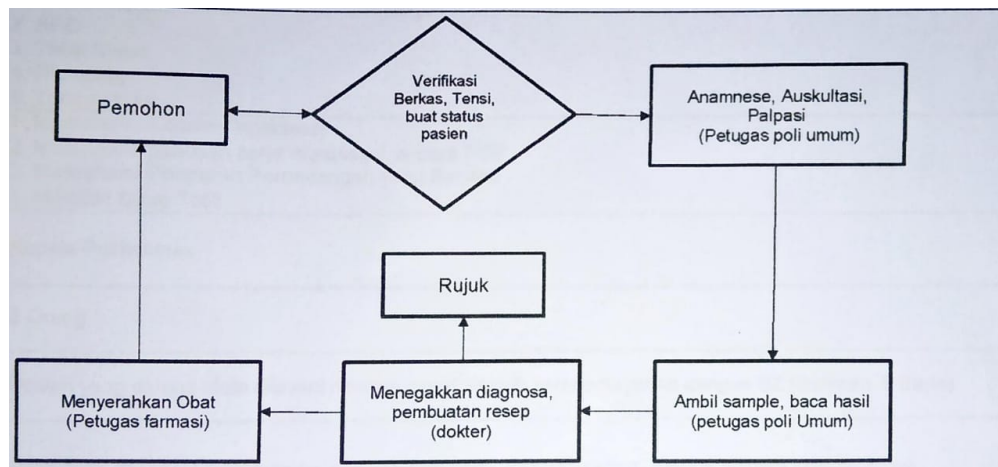 Pemohon
Verifikasi
Berkas, Tensi,
buat status
pasien
Anamnese, Auskultasi,
Palpasi
(Petugas poli umum)
Rujuk
Menyerahkan Obat
(Petugas farmasi)
Menegakkan diagnosa,
pembuatan resep
(dokter)
Ambil sample, baca hasil
(petugas poli Umum)